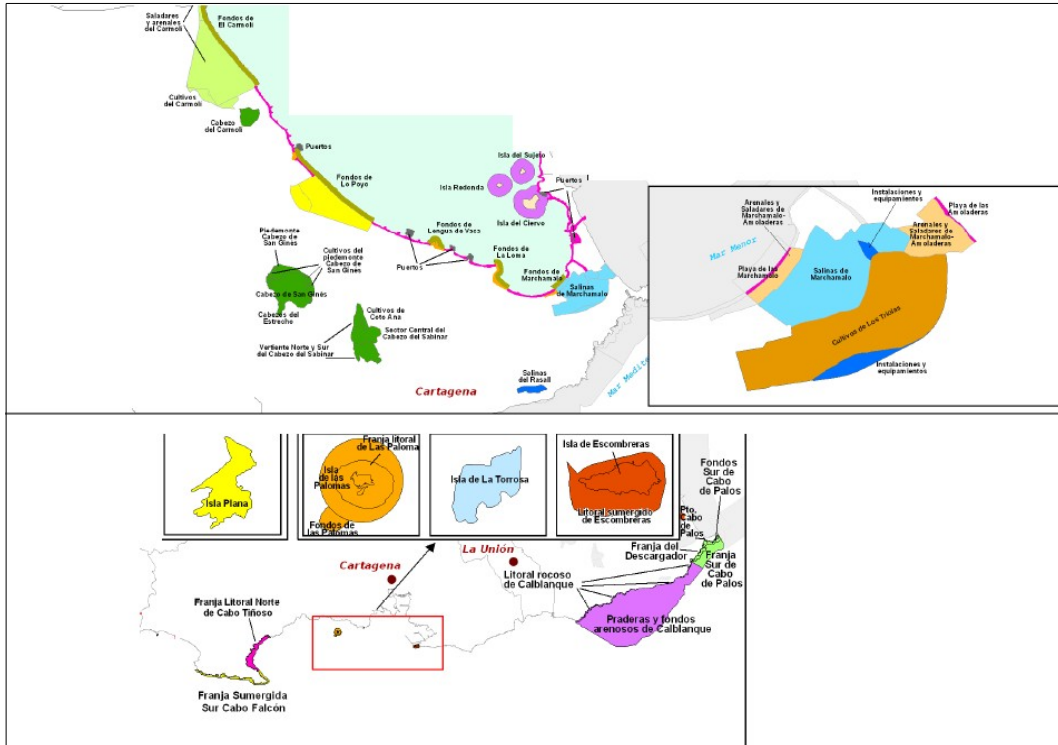 Saladares
y arenales
del Carmolí
Fondos de
El Carmolí
Cultivos
del Carmolí
Cabezo
del Carmolí
Puertos
Fondos de
Lo Poyo
Isla del Sujeto
Isla Redonda
Puertos
Isla del Ciervo
Fondos de
Lengua de Vaca
Fondos de
La Loma
Puertos
Fondos de
Marchamalo
Salinas
de Marchamalo
Piedemonte
Cabezo de
San Ginés
Cultivos del
piedemonte
Cabezo de
San Ginés
Cabezo de San Ginés
Cabezos del
Estrecho
Cultivos de
Coto Ana
Sector Central del
Cabezo del Sabinar
Vertiente Norte y Sur
del Cabezo del Sabinar
Salinas
del Rasall
Cartagena
Mar Medite
Mar Menor
Arenales y
Saladares de
Marchamalo-
Amoladeras
Instalaciones y
equipamientos
Playa de las
Amoladeras
Arenales y
Saladares de
Marchamalo-
Amoladeras
Playa de las
Marchamalo
Salinas de
Marchamalo
Cultivos de Los Triolas
Instalaciones y
equipamientos
Isla Plana
Franja litoral
de Las Paloma
Isla
de las
Palomas
Fondos de
las Palomas
Isla de La Torrosa
Isla de Escombreras
Litoral sumergido
de Escombreras
Fondos
Sur de Cabo
de Palos
Pto.
Cabo
de
Palos
Franja del
Descargador
Franja
Sur de
Cabo de
Palos
La Unión
Cartagena
Litoral rocoso
de Calblanque
Praderas y fondos
arenosos de Calblanque
Franja Litoral Norte
de Cabo Tiñoso
Franja Sumergida
Sur Cabo Falcón